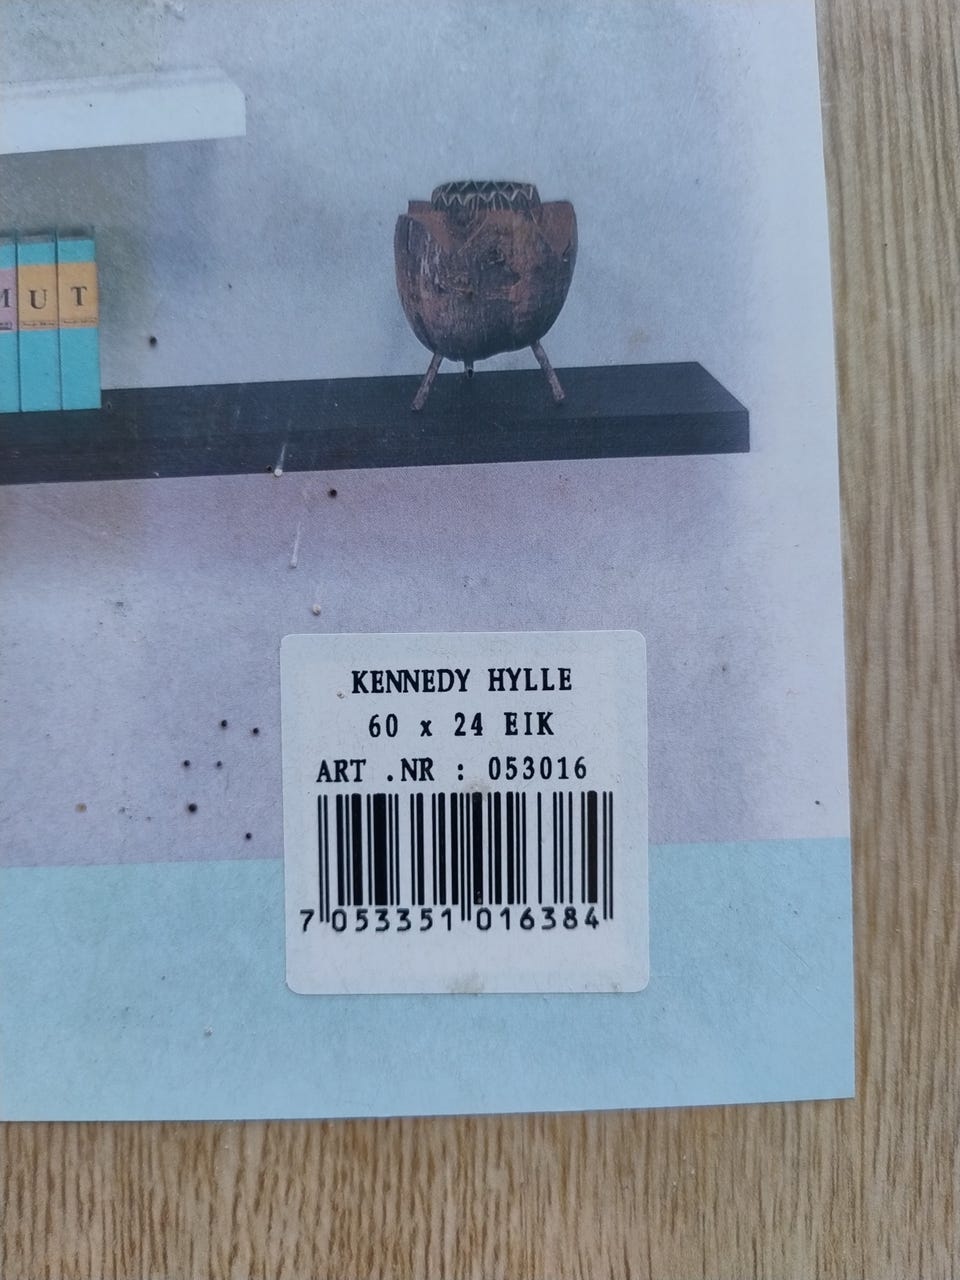 MUT
KENNEDY HYLLE
60 x 24 EIK
ART .NR : 053016
7 053351 016384